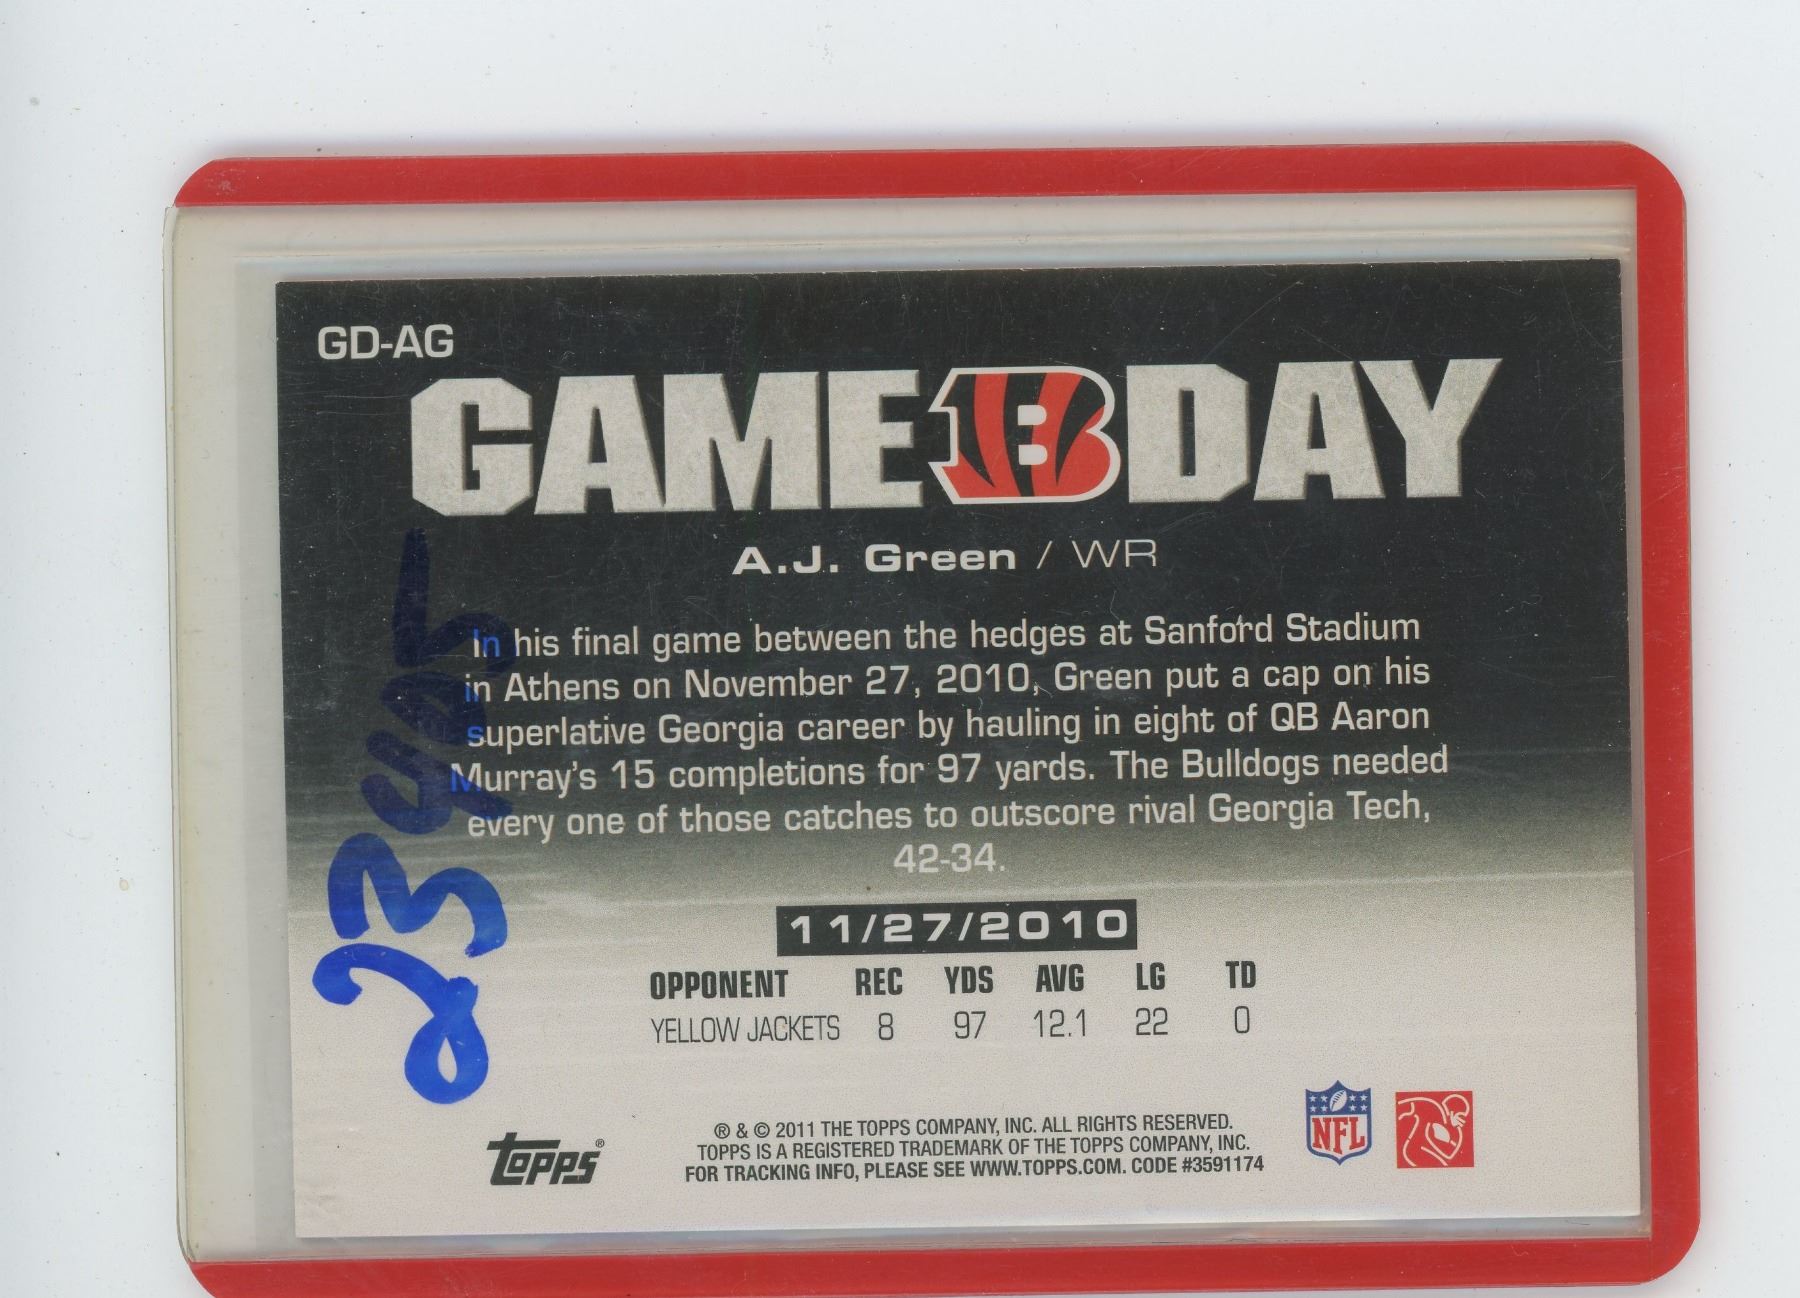 GD-AG
GAME B DAY
A.J. Green / WR
In his final game between the hedges at Sanford Stadium
in Athens on November 27, 2010, Green put a cap on his
superlative Georgia career by hauling in eight of QB Aaron
Murray's 15 completions for 97 yards. The Bulldogs needed
every one of those catches to outscore rival Georgia Tech,
42-34.
11/27/2010
OPPONENT REC YDS AVG LG TD
YELLOW JACKETS 8 97 12.1 22 0
Topps®
® & © 2011 THE TOPPS COMPANY, INC. ALL RIGHTS RESERVED.
TOPPS IS A REGISTERED TRADEMARK OF THE TOPPS COMPANY, INC.
FOR TRACKING INFO, PLEASE SEE WWW.TOPPS.COM. CODE #3591174
NFL
23